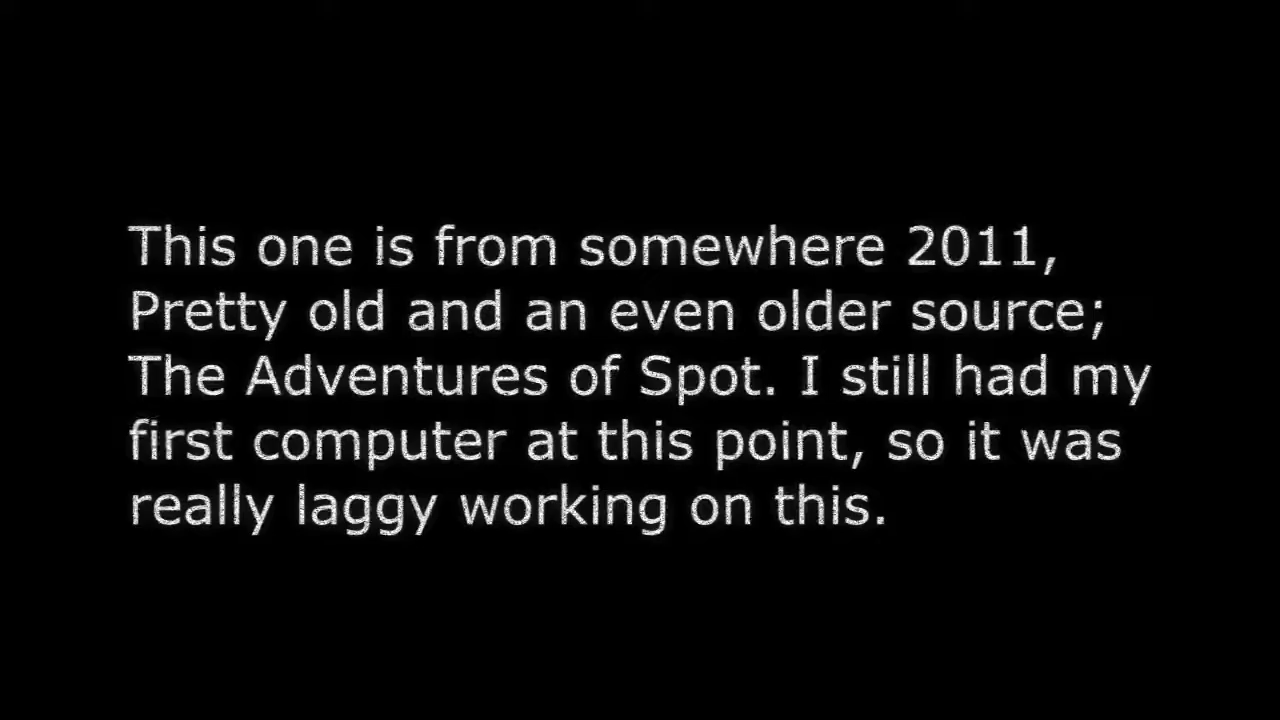 This one is from somewhere 2011,
Pretty old and an even older source;
The Adventures of Spot. I still had my
first computer at this point, so it was
really laggy working on this.